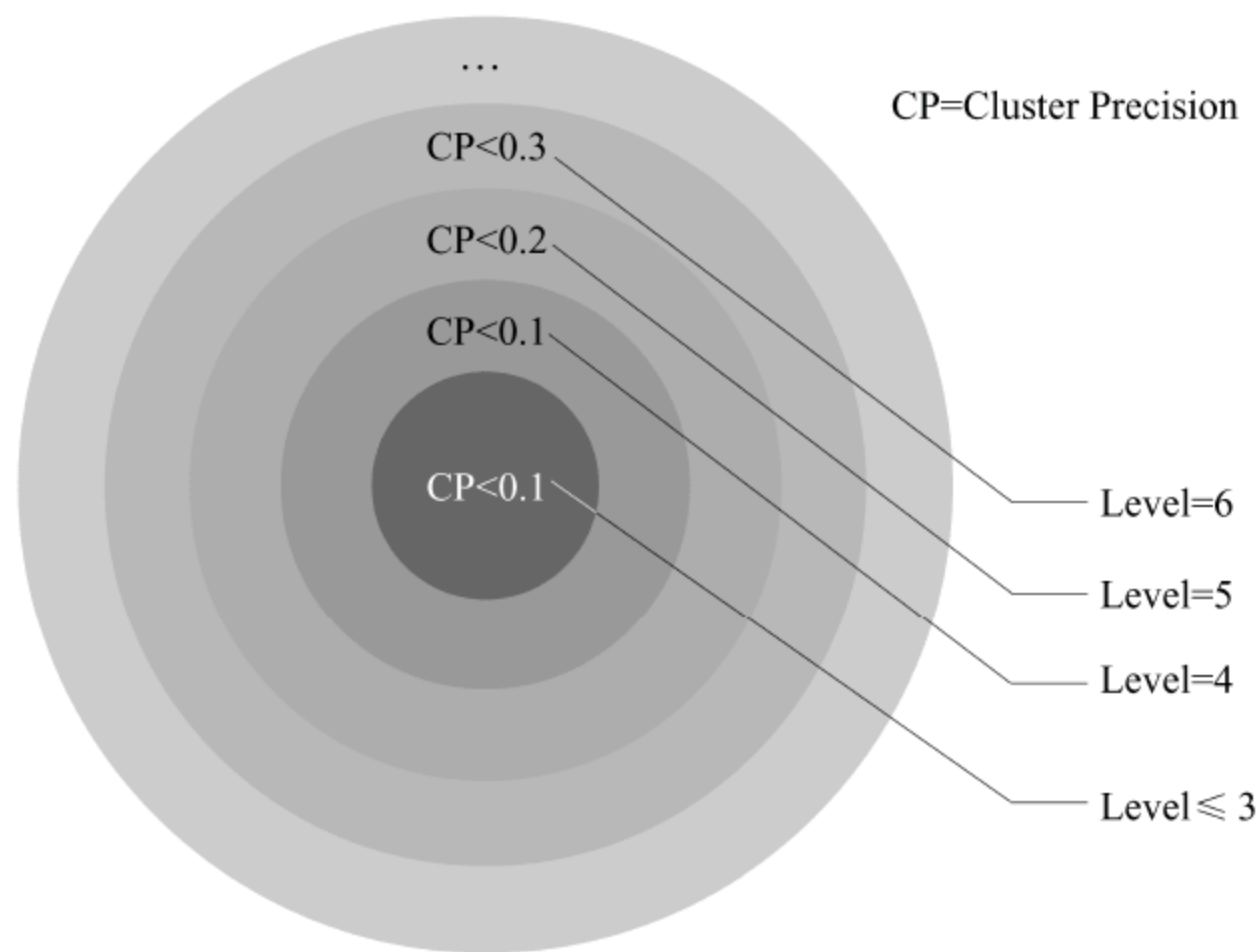 ...
CP=Cluster Precision
CP<0.3
CP<0.2
CP<0.1
CP<0.1
Level=6
Level=5
Level=4
Level⩽3